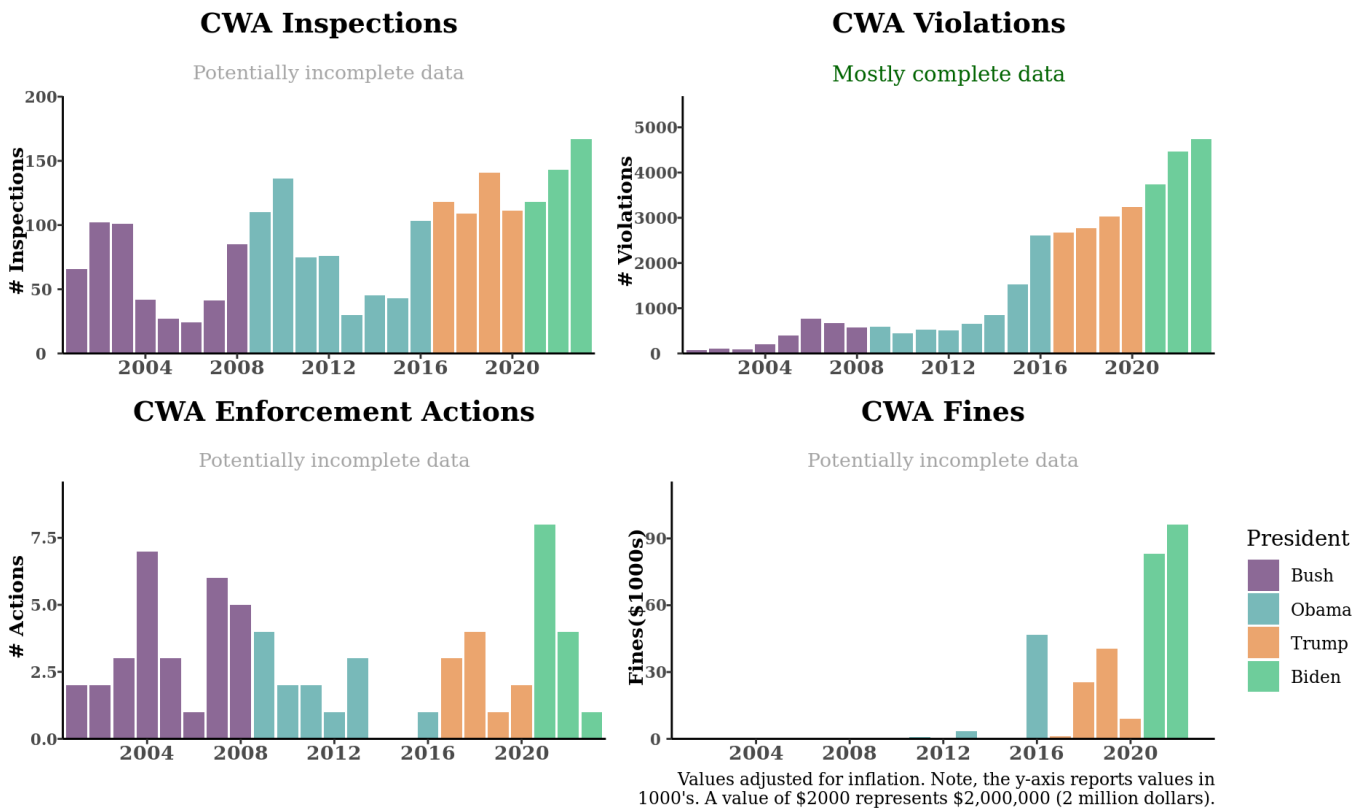 CWA Inspections
Potentially incomplete data
# Inspections
200
150
100
50
0
2004 2008 2012 2016 2020
CWA Violations
Mostly complete data
# Violations
5000
4000
3000
2000
1000
0
2004 2008 2012 2016 2020
CWA Enforcement Actions
Potentially incomplete data
# Actions
7.5
5.0
2.5
0.0
2004 2008 2012 2016 2020
CWA Fines
Potentially incomplete data
Fines($1000s)
90
60
30
0
2004 2008 2012 2016 2020
President
Bush
Obama
Trump
Biden
Values adjusted for inflation. Note, the y-axis reports values in
1000's. A value of $2000 represents $2,000,000 (2 million dollars).